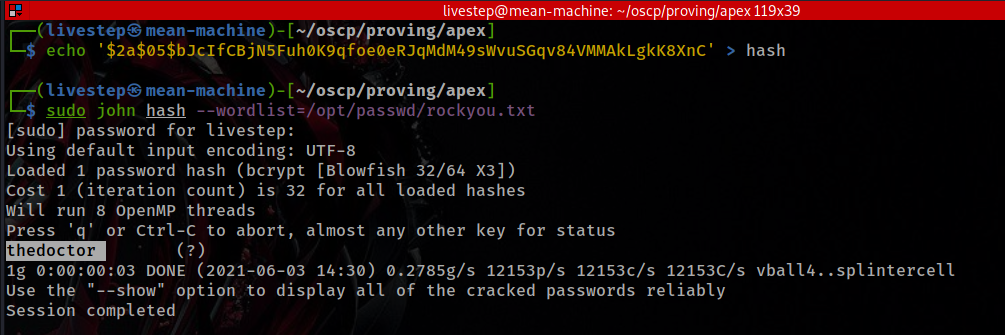 livestep@mean-machine: ~/oscp/proving/apex 119x39
┌──(livestep㉿mean-machine)-[~/oscp/proving/apex]
└─$ echo '$2a$05$bJcIfCBjN5Fuh0K9qfoe0eRJqMdM49sWvuSGqv84VMMAkLgkK8XnC' > hash
┌──(livestep㉿mean-machine)-[~/oscp/proving/apex]
└─$ sudo john hash --wordlist=/opt/passwd/rockyou.txt
[sudo] password for livestep:
Using default input encoding: UTF-8
Loaded 1 password hash (bcrypt [Blowfish 32/64 X3])
Cost 1 (iteration count) is 32 for all loaded hashes
Will run 8 OpenMP threads
Press 'q' or Ctrl-C to abort, almost any other key for status
thedoctor        (?)
1g 0:00:00:03 DONE (2021-06-03 14:30) 0.2785g/s 12153p/s 12153c/s 12153C/s vball4..splintercell
Use the "--show" option to display all of the cracked passwords reliably
Session completed